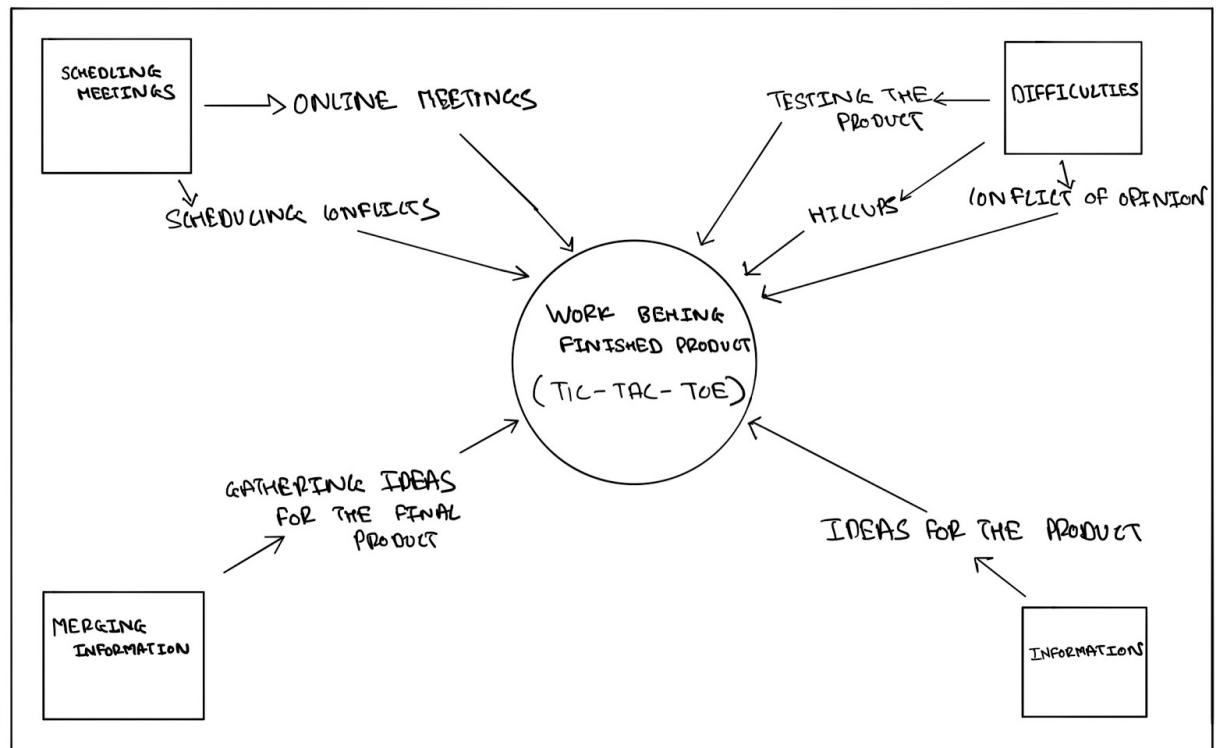 SCHEDLING
MEETINGS
ONLINE MEETINGS
SCHEDULING CONFLICTS
TESTING THE
PRODUCT
DIFFICULTIES
HICCUPS
CONFLICT OF OPINION
WORK BEHING
FINISHED PRODUCT
(TIC-TAC-TOE)
GATHERING IDEAS
FOR THE FINAL
PRODUCT
MERGING
INFORMATION
IDEAS FOR THE PRODUCT
INFORMATION